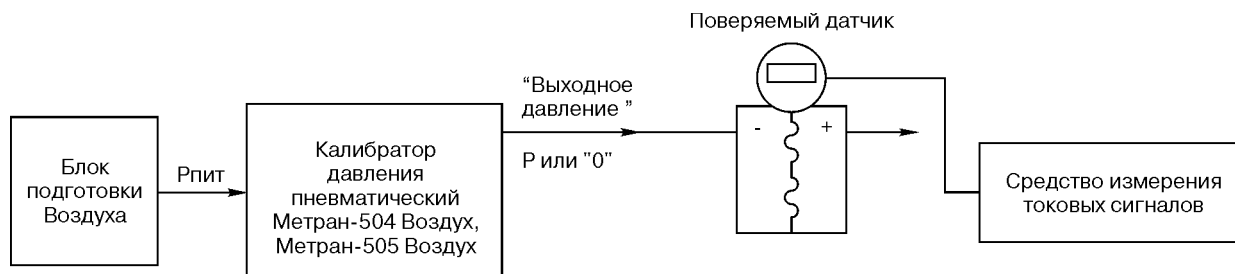 Поверяемый датчик
“Выходное
давление ”
P или "0"
- +
Блок
подготовки
Воздуха
Pпит
Калибратор
давления
пневматический
Метран-504 Воздух,
Метран-505 Воздух
Средство измерения
токовых сигналов